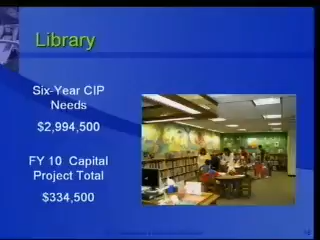 Library
Six-Year CIP
Needs
$2,994,500
FY 10 Capital
Project Total
$334,500